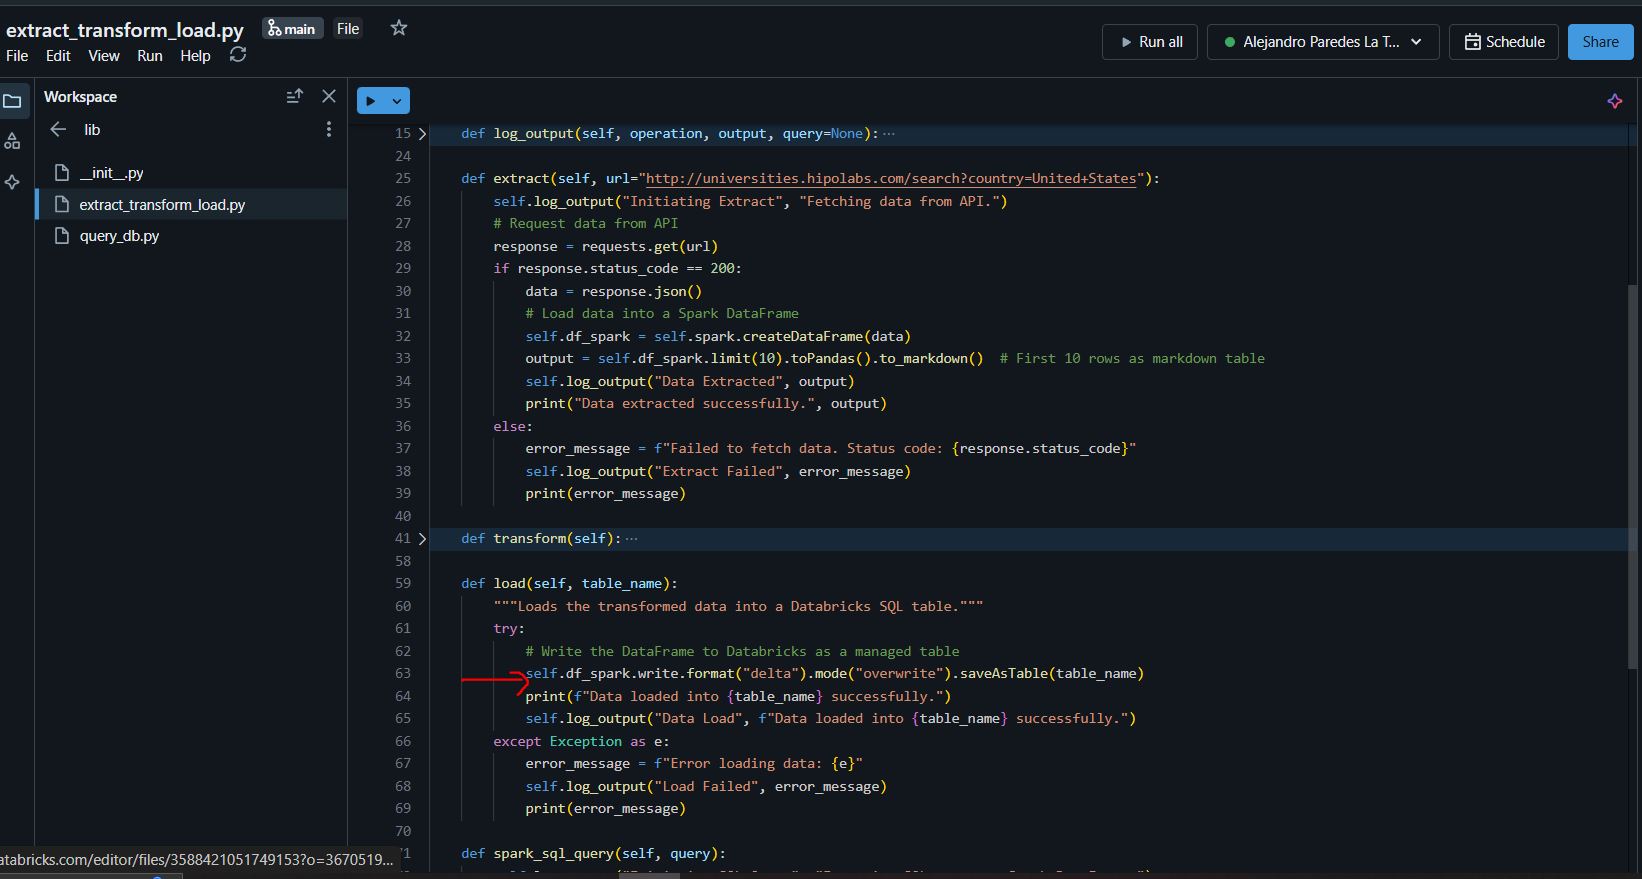 extract_transform_load.py main File
File Edit View Run Help
Run all Alejandro Paredes La T... Schedule Share
Workspace
lib
__init__.py
extract_transform_load.py
query_db.py
15 def log_output(self, operation, output, query=None): ...
24
25 def extract(self, url="http://universities.hipolabs.com/search?country=United+States"):
26 self.log_output("Initiating Extract", "Fetching data from API.")
27 # Request data from API
28 response = requests.get(url)
29 if response.status_code == 200:
30 data = response.json()
31 # Load data into a Spark DataFrame
32 self.df_spark = self.spark.createDataFrame(data)
33 output = self.df_spark.limit(10).toPandas().to_markdown() # First 10 rows as markdown table
34 self.log_output("Data Extracted", output)
35 print("Data extracted successfully.", output)
36 else:
37 error_message = f"Failed to fetch data. Status code: {response.status_code}"
38 self.log_output("Extract Failed", error_message)
39 print(error_message)
40
41 def transform(self): ...
58
59 def load(self, table_name):
60 """Loads the transformed data into a Databricks SQL table."""
61 try:
62 # Write the DataFrame to Databricks as a managed table
63 self.df_spark.write.format("delta").mode("overwrite").saveAsTable(table_name)
64 print(f"Data loaded into {table_name} successfully.")
65 self.log_output("Data Load", f"Data loaded into {table_name} successfully.")
66 except Exception as e:
67 error_message = f"Error loading data: {e}"
68 self.log_output("Load Failed", error_message)
69 print(error_message)
70
71 def spark_sql_query(self, query):
atabricks.com/editor/files/3588421051749153?o=3670519...